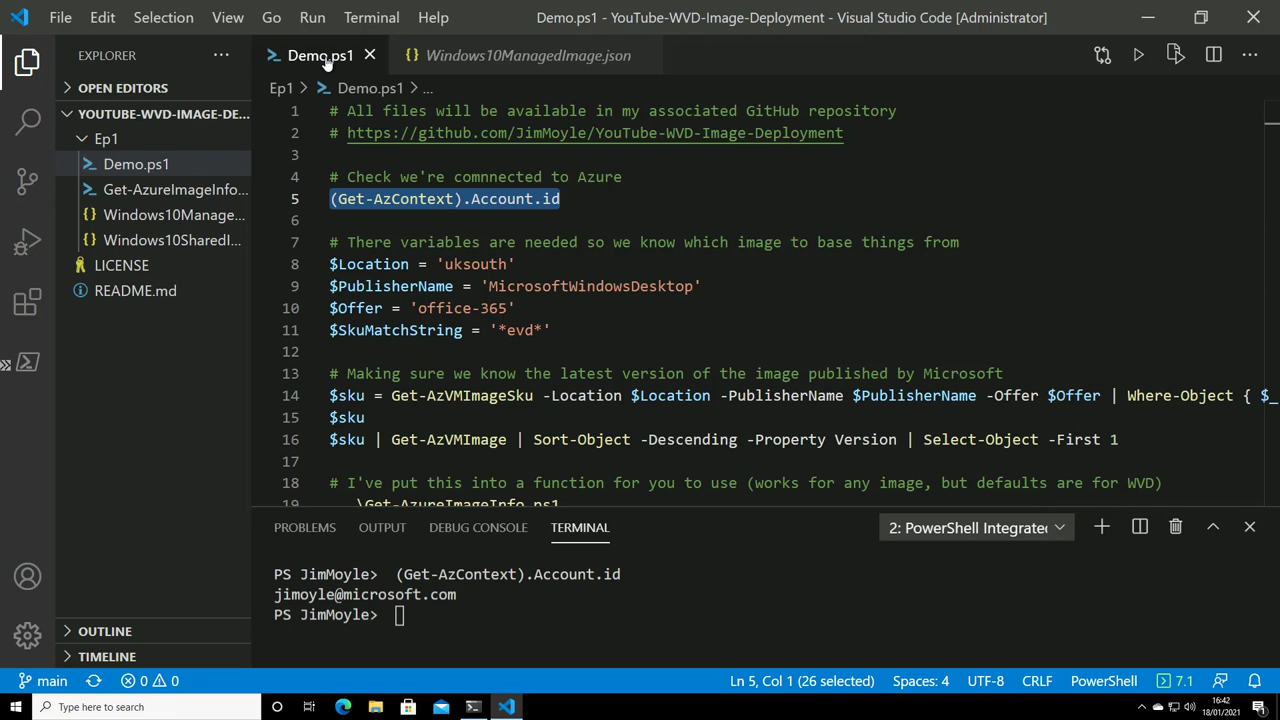 File Edit Selection View Go Run Terminal Help
Demo.ps1 - YouTube-WVD-Image-Deployment - Visual Studio Code [Administrator]
EXPLORER
OPEN EDITORS
YOUTUBE-WVD-IMAGE-DE...
Ep1
Demo.ps1
Get-AzureImageInfo...
Windows10Manage...
Windows10SharedI...
LICENSE
README.md
OUTLINE
TIMELINE
Demo.ps1
Windows10ManagedImage.json
Ep1 > Demo.ps1 > ...
1 # All files will be available in my associated GitHub repository
2 # https://github.com/JimMoyle/YouTube-WVD-Image-Deployment
3
4 # Check we're comnnected to Azure
5 (Get-AzContext).Account.id
6
7 # There variables are needed so we know which image to base things from
8 $Location = 'uksouth'
9 $PublisherName = 'MicrosoftWindowsDesktop'
10 $Offer = 'office-365'
11 $SkuMatchString = '*evd*'
12
13 # Making sure we know the latest version of the image published by Microsoft
14 $sku = Get-AzVMImageSku -Location $Location -PublisherName $PublisherName -Offer $Offer | Where-Object { $_
15 $sku
16 $sku | Get-AzVMImage | Sort-Object -Descending -Property Version | Select-Object -First 1
17
18 # I've put this into a function for you to use (works for any image, but defaults are for WVD)
19 .\Get-AzureImageInfo.ps1
PROBLEMS OUTPUT DEBUG CONSOLE TERMINAL
2: PowerShell Integrated
PS JimMoyle> (Get-AzContext).Account.id
jimoyle@microsoft.com
PS JimMoyle>
main 0 0 Ln 5, Col 1 (26 selected) Spaces: 4 UTF-8 CRLF PowerShell 7.1
Type here to search
16:42
18/01/2021
1